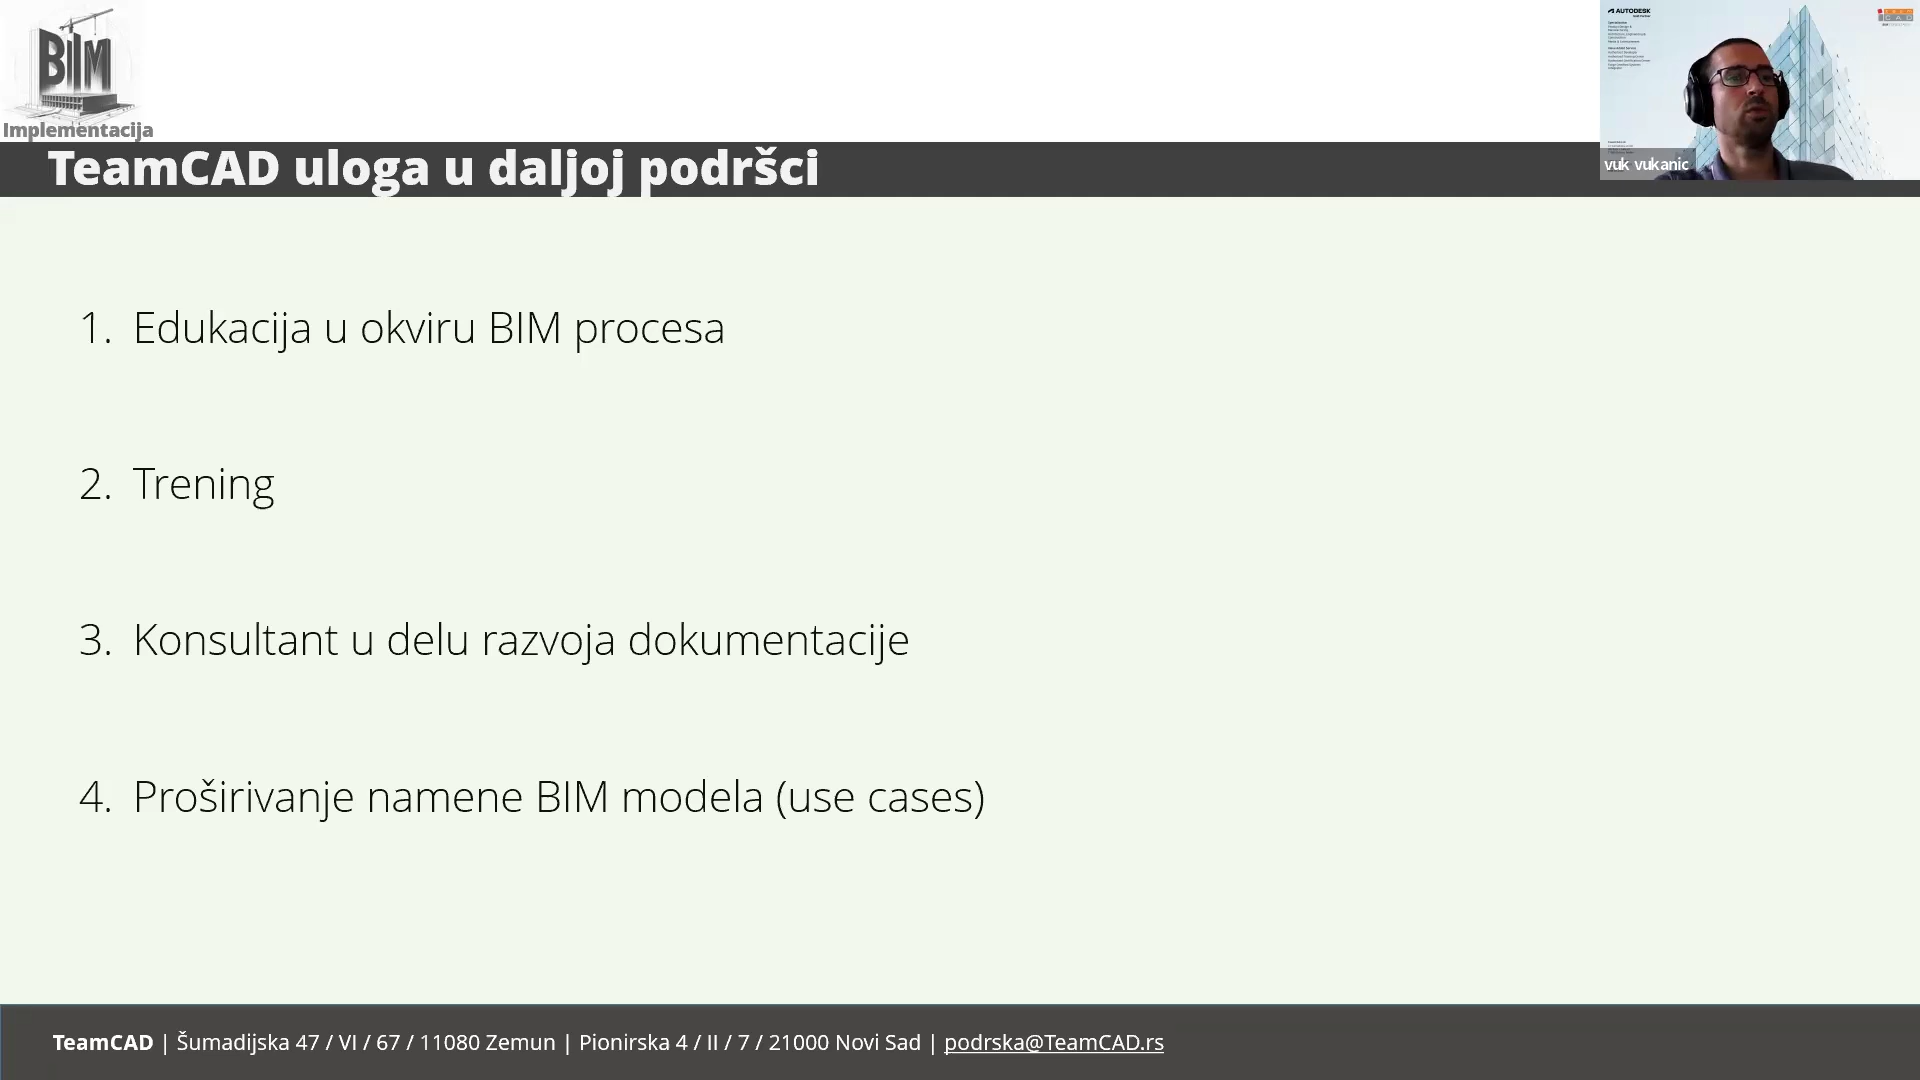 BIM
Implementacija
TeamCAD uloga u daljoj podršci
AUTODESK
vuk vukanic
1. Edukacija u okviru BIM procesa
2. Trening
3. Konsultant u delu razvoja dokumentacije
4. Proširivanje namene BIM modela (use cases)
TeamCAD | Šumadijska 47 / VI / 67 / 11080 Zemun | Pionirska 4 / II / 7 / 21000 Novi Sad | podrska@TeamCAD.rs